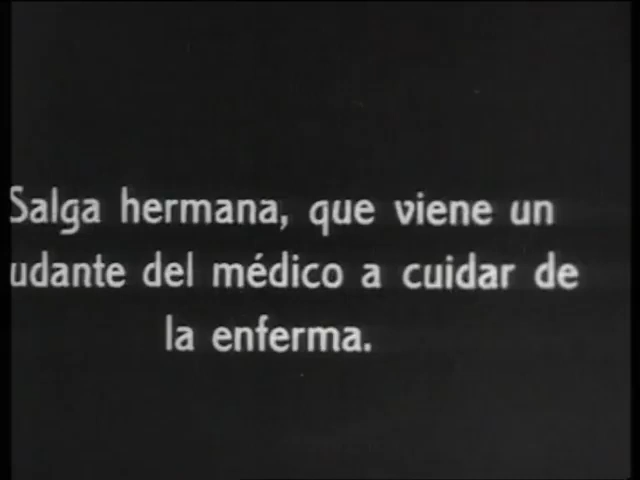 Salga hermana, que viene un
udante del médico a cuidar de
la enferma.